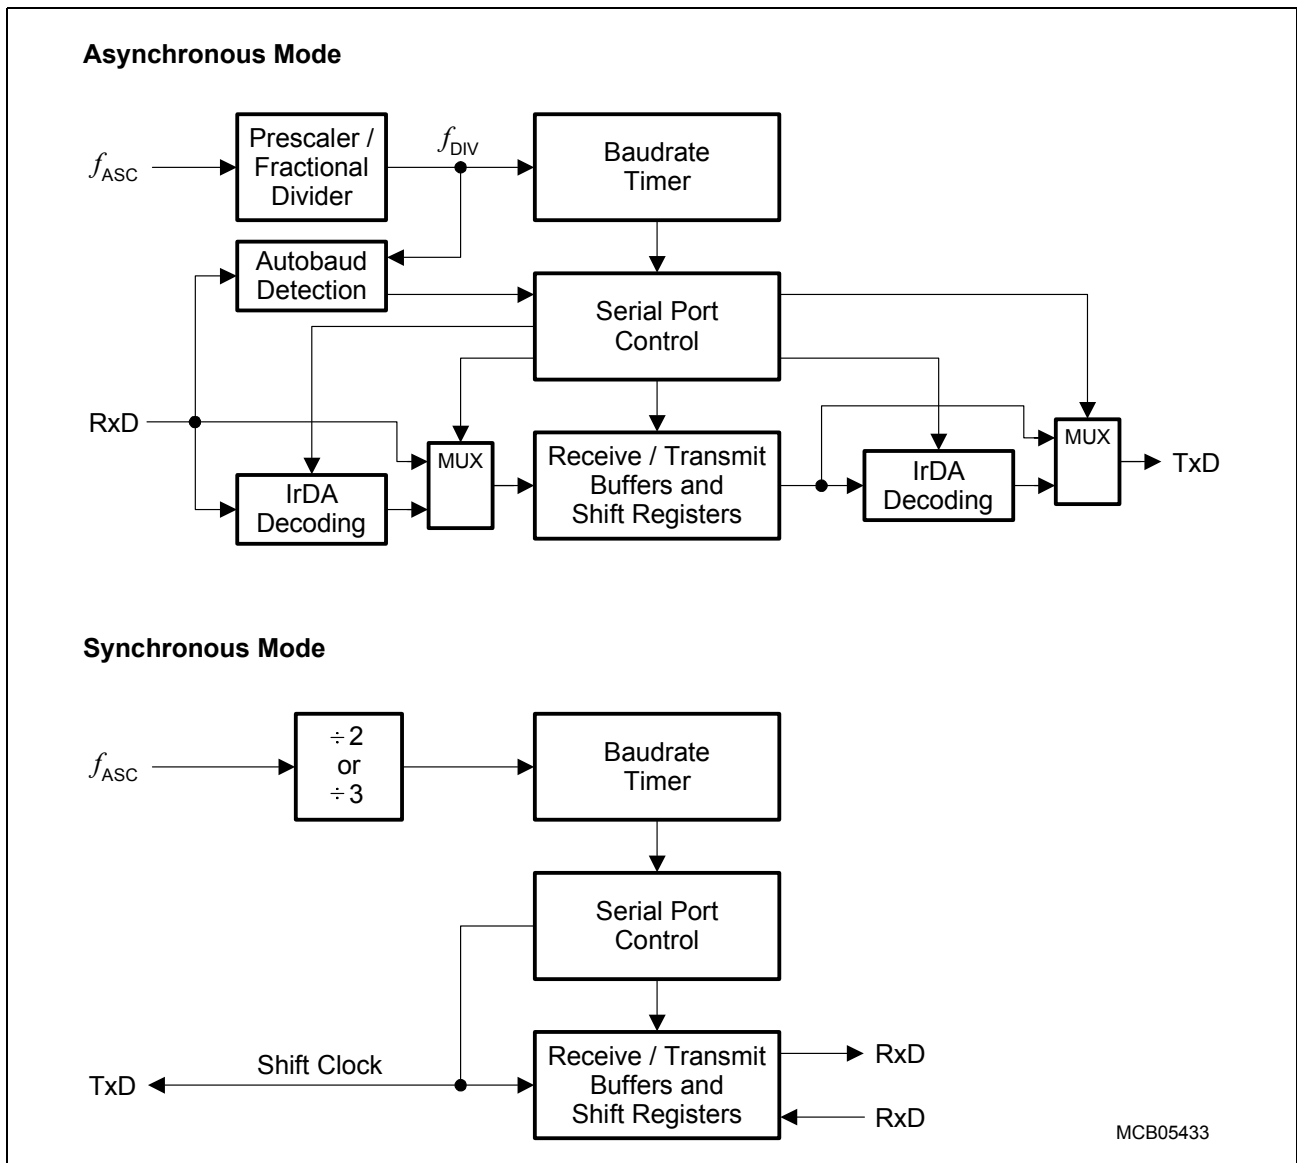 Asynchronous Mode
fASC
Prescaler /
Fractional
Divider
fDIV
Baudrate
Timer
Autobaud
Detection
Serial Port
Control
RxD
IrDA
Decoding
MUX
Receive / Transmit
Buffers and
Shift Registers
IrDA
Decoding
MUX
TxD
Synchronous Mode
fASC
÷2
or
÷3
Baudrate
Timer
Serial Port
Control
TxD
Shift Clock
Receive / Transmit
Buffers and
Shift Registers
RxD
RxD
MCB05433